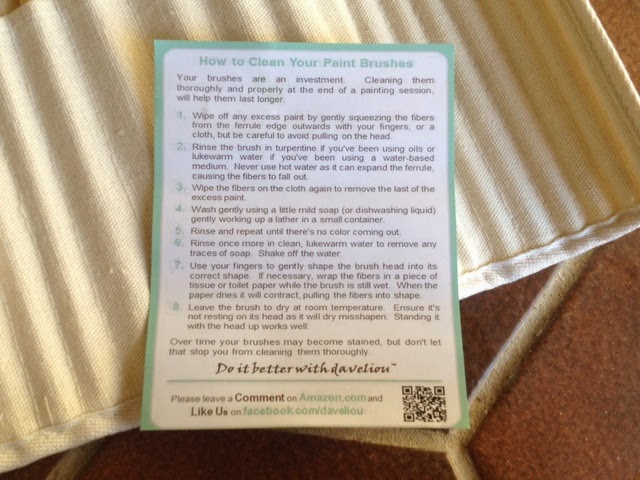 How to Clean Your Paint Brushes
Your brushes are an investment. Cleaning them
thoroughly and properly at the end of a painting session,
will help them last longer.
1. Wipe off any excess paint by gently squeezing the fibers
from the ferrule edge outwards with your fingers, or a
cloth, but be careful to avoid pulling on the head.
2. Rinse the brush in turpentine if you've been using oils or
lukewarm water if you've been using a water-based
medium. Never use hot water as it can expand the ferrule,
causing the fibers to fall out.
3. Wipe the fibers on the cloth again to remove the last of the
excess paint.
4. Wash gently using a little mild soap (or dishwashing liquid)
gently working up a lather in a small container.
5. Rinse and repeat until there's no color coming out.
6. Rinse once more in clean, lukewarm water to remove any
traces of soap. Shake off the water.
7. Use your fingers to gently shape the brush head into its
correct shape. If necessary, wrap the fibers in a piece of
tissue or toilet paper while the brush is still wet. When the
paper dries it will contract, pulling the fibers into shape.
8. Leave the brush to dry at room temperature. Ensure it's
not resting on its head as it will dry misshapen. Standing it
with the head up works well.
Over time your brushes may become stained, but don't let
that stop you from cleaning them thoroughly.
Do it better with daveliou™
Please leave a Comment on Amazon.com and
Like Us on facebook.com/daveliou